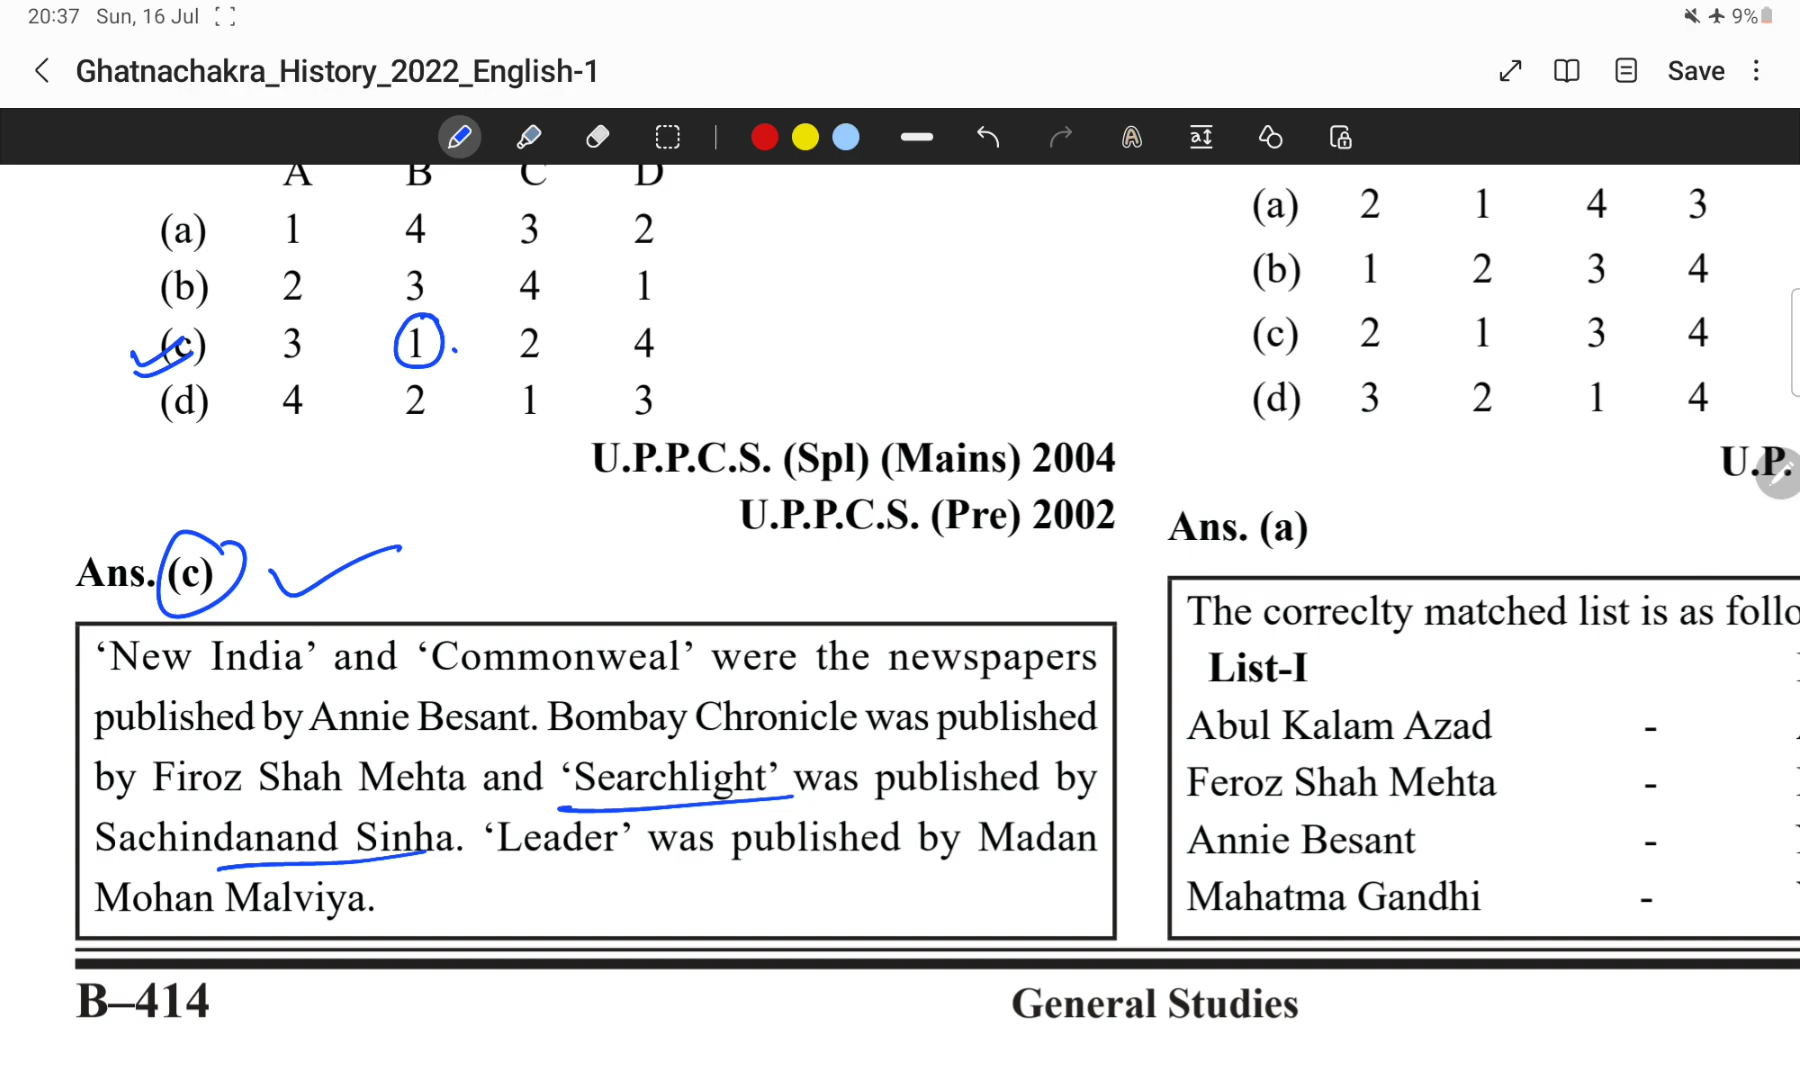 20:37 Sun, 16 Jul
9%
Ghatnachakra_History_2022_English-1
Save
A B C D
(a) 1 4 3 2
(b) 2 3 4 1
(c) 3 1 2 4
(d) 4 2 1 3
U.P.P.C.S. (Spl) (Mains) 2004
U.P.P.C.S. (Pre) 2002
Ans. (c)
‘New India’ and ‘Commonweal’ were the newspapers
published by Annie Besant. Bombay Chronicle was published
by Firoz Shah Mehta and ‘Searchlight’ was published by
Sachindanand Sinha. ‘Leader’ was published by Madan
Mohan Malviya.
B–414
General Studies
(a) 2 1 4 3
(b) 1 2 3 4
(c) 2 1 3 4
(d) 3 2 1 4
U.P.
Ans. (a)
The correclty matched list is as follo
List-I
Abul Kalam Azad -
Feroz Shah Mehta -
Annie Besant -
Mahatma Gandhi -